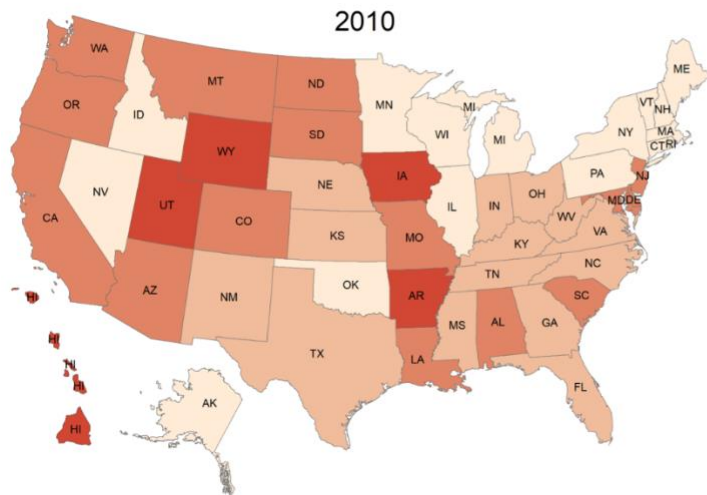 2010
WA
MT
ND
MN
MI
ME
VT
NH
OR
ID
SD
WI
MI
NY
MA
CT
RI
WY
IA
PA
NJ
NV
UT
NE
IL
IN
OH
MD
DE
CA
CO
KS
MO
WV
VA
KY
AZ
NM
OK
AR
TN
NC
HI
SC
MS
AL
GA
HI
TX
LA
HI
HI
FL
AK
HI